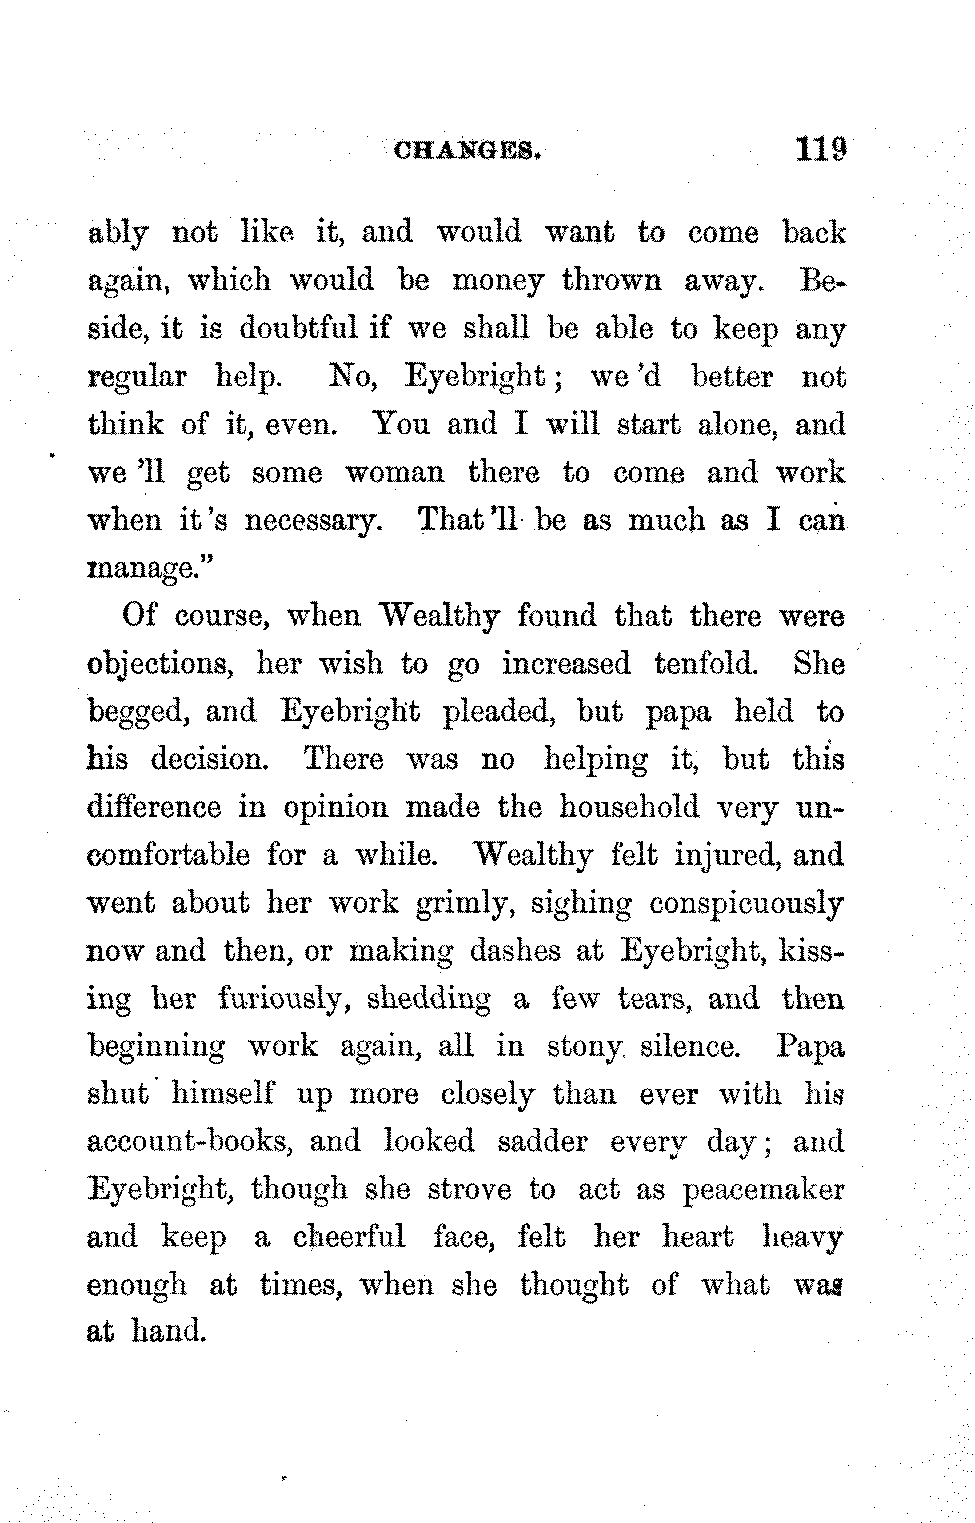 CHANGES. 119
ably not like it, and would want to come back
again, which would be money thrown away. Be-
side, it is doubtful if we shall be able to keep any
regular help. No, Eyebright; we 'd better not
think of it, even. You and I will start alone, and
we 'll get some woman there to come and work
when it 's necessary. That 'll be as much as I can
manage."
Of course, when Wealthy found that there were
objections, her wish to go increased tenfold. She
begged, and Eyebright pleaded, but papa held to
his decision. There was no helping it, but this
difference in opinion made the household very un-
comfortable for a while. Wealthy felt injured, and
went about her work grimly, sighing conspicuously
now and then, or making dashes at Eyebright, kiss-
ing her furiously, shedding a few tears, and then
beginning work again, all in stony silence. Papa
shut himself up more closely than ever with his
account-books, and looked sadder every day; and
Eyebright, though she strove to act as peacemaker
and keep a cheerful face, felt her heart heavy
enough at times, when she thought of what was
at hand.